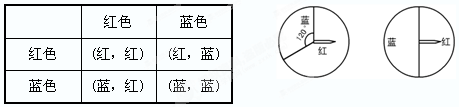 红色 蓝色
红色 (红，红) (红，蓝)
蓝色 (蓝，红) (蓝，蓝)
蓝
120°
红
蓝
红